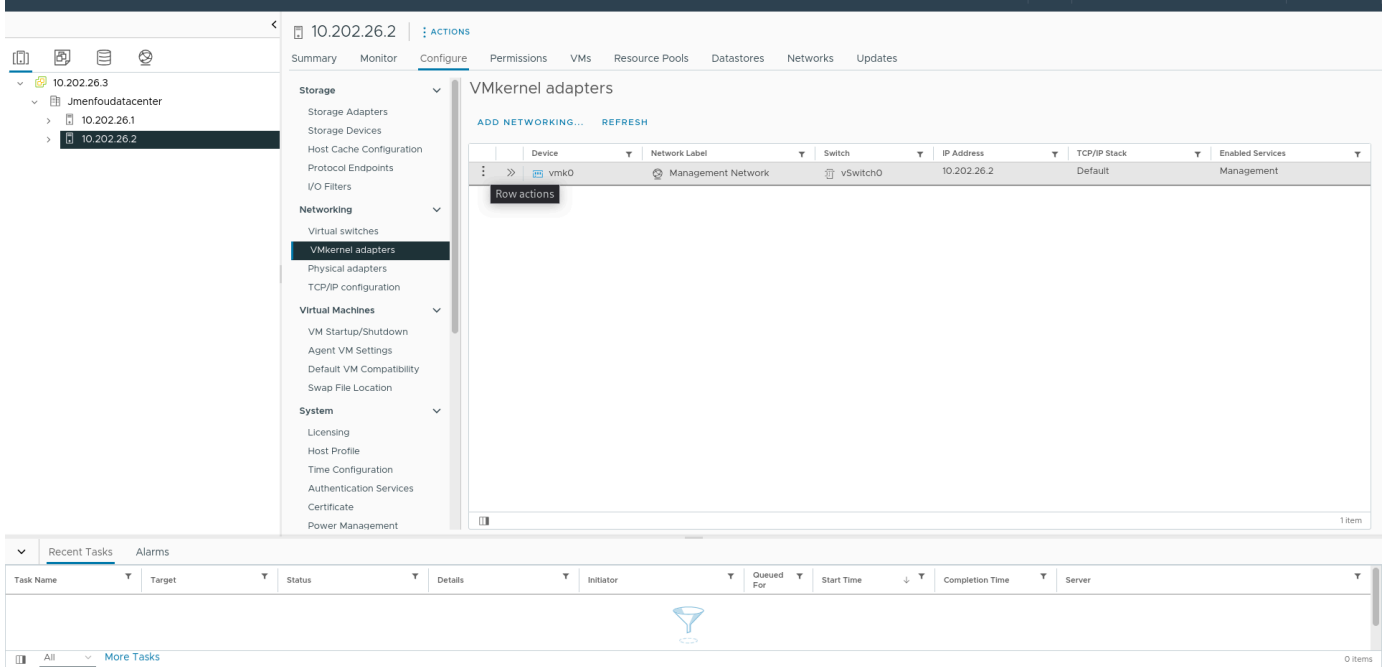 10.202.26.2
ACTIONS
Summary Monitor Configure Permissions VMs Resource Pools Datastores Networks Updates
10.202.26.3
Jmenfoudatacenter
10.202.26.1
10.202.26.2
Storage
Storage Adapters
Storage Devices
Host Cache Configuration
Protocol Endpoints
I/O Filters
Networking
Virtual switches
VMkernel adapters
Physical adapters
TCP/IP configuration
Virtual Machines
VM Startup/Shutdown
Agent VM Settings
Default VM Compatibility
Swap File Location
System
Licensing
Host Profile
Time Configuration
Authentication Services
Certificate
Power Management
VMkernel adapters
ADD NETWORKING... REFRESH
Device Network Label Switch IP Address TCP/IP Stack Enabled Services
vmk0 Management Network vSwitch0 10.202.26.2 Default Management
Row actions
1 item
Recent Tasks Alarms
Task Name Target Status Details Initiator Queued For Start Time Completion Time Server
All More Tasks
0 items